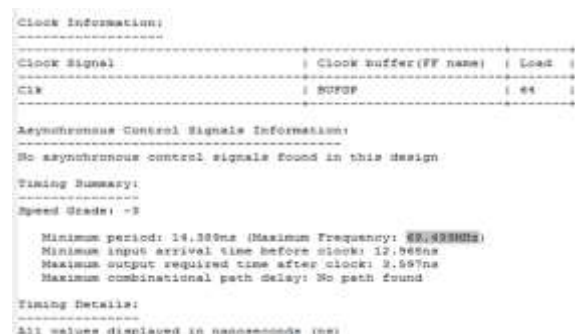 Clock Information:
------------------
Clock Signal | Clock buffer(FF name) | Load |
Clk | BUFGP | 64 |
Asynchronous Control Signals Information:
----------------------------------------
No asynchronous control signals found in this design
Timing Summary:
---------------
Speed Grade: -3
Minimum period: 14.389ns (Maximum Frequency: 69.498MHz)
Minimum input arrival time before clock: 12.965ns
Maximum output required time after clock: 3.597ns
Maximum combinational path delay: No path found
Timing Details:
---------------
All values displayed in nanoseconds (ns)